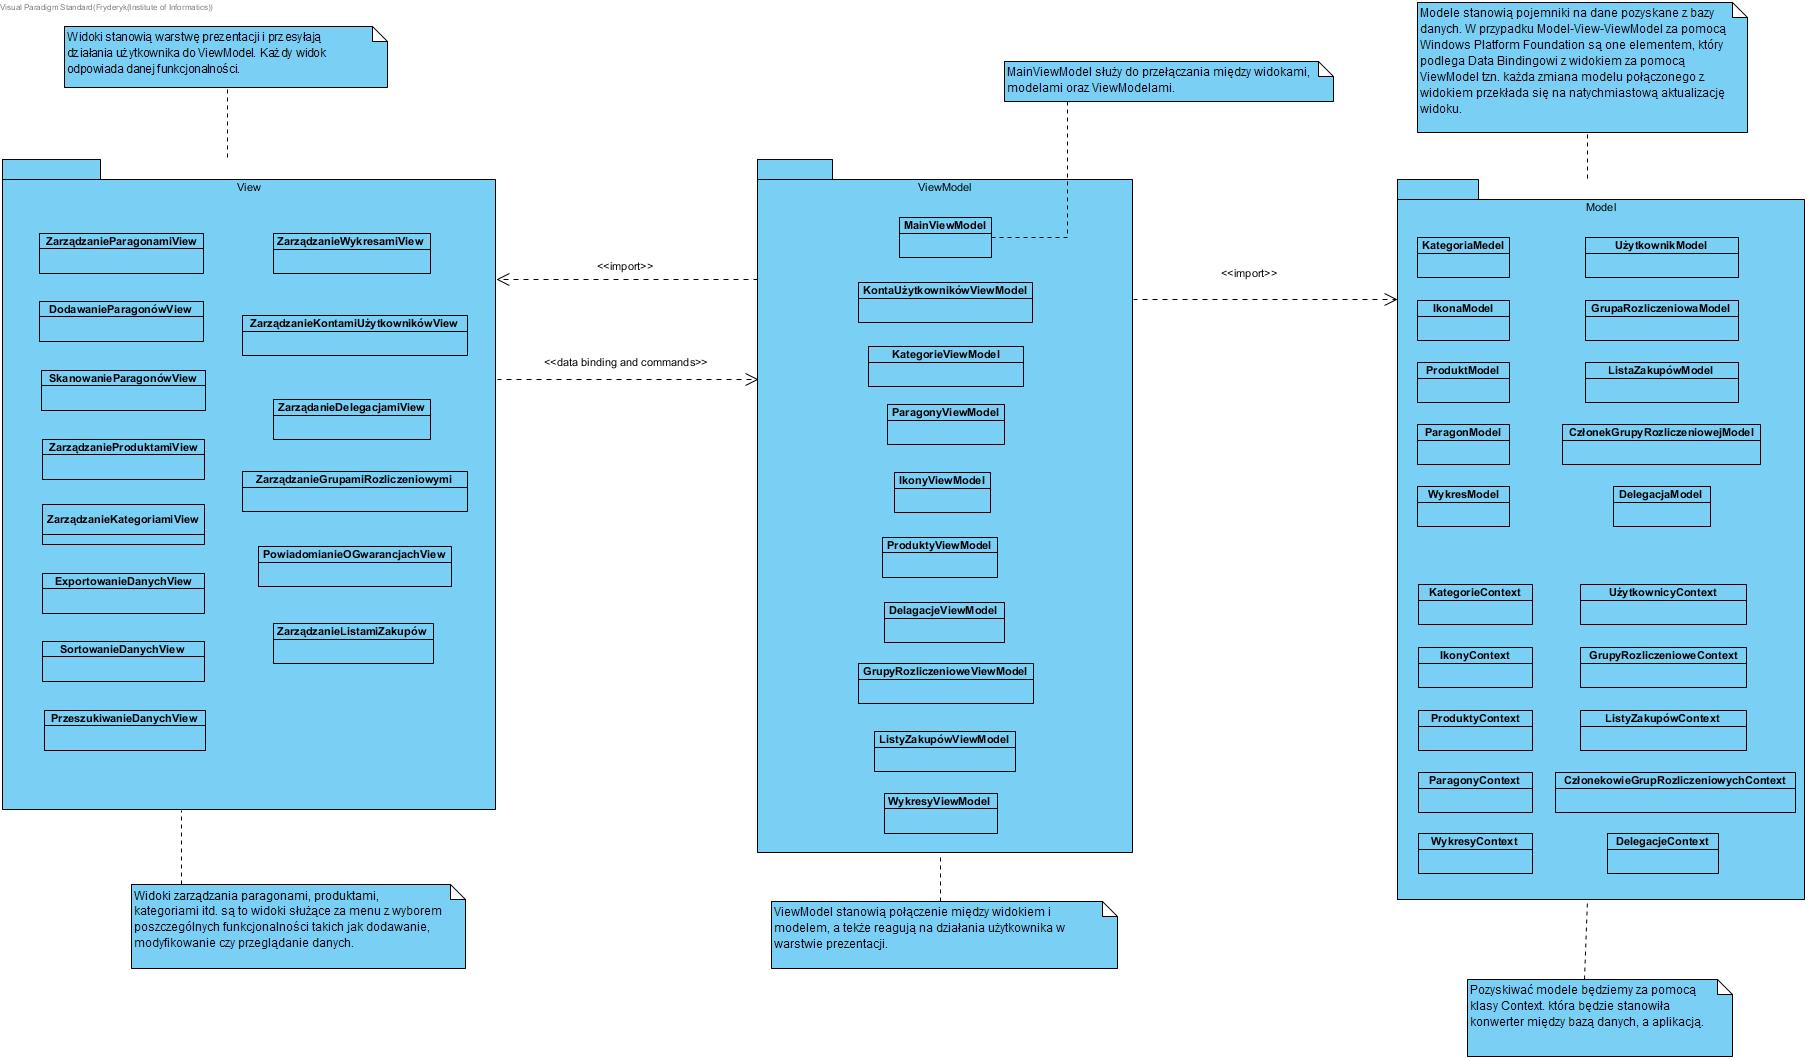 Visual Paradigm Standard(Fryderyk(Institute of Informatics))
Widoki stanowią warstwę prezentacji i przesyłają
działania użytkownika do ViewModel. Każdy widok
odpowiada danej funkcjonalności.
MainViewModel służy do przełączania między widokami,
modelami oraz ViewModelami.
Modele stanowią pojemniki na dane pozyskane z bazy
danych. W przypadku Model-View-ViewModel za pomocą
Windows Platform Foundation są one elementem, który
podlega Data Bindingowi z widokiem za pomocą
ViewModel tzn. każda zmiana modelu połączonego z
widokiem przekłada się na natychmiastową aktualizację
widoku.
View
ZarządzanieParagonamiView
DodawanieParagonówView
SkanowanieParagonówView
ZarządzanieProduktamiView
ZarządzanieKategoriamiView
ExportowanieDanychView
SortowanieDanychView
PrzeszukiwanieDanychView
ZarządzanieWykresamiView
ZarządzanieKontamiUżytkownikówView
ZarządanieDelegacjamiView
ZarządzanieGrupamiRozliczeniowymi
PowiadomianieOGwarancjachView
ZarządzanieListamiZakupów
<<import>>
<<data binding and commands>>
ViewModel
MainViewModel
KontaUżytkownikówViewModel
KategorieViewModel
ParagonyViewModel
IkonyViewModel
ProduktyViewModel
DelagacjeViewModel
GrupyRozliczenioweViewModel
ListyZakupówViewModel
WykresyViewModel
<<import>>
Model
KategoriaMedel
IkonaModel
ProduktModel
ParagonModel
WykresModel
UżytkownikModel
GrupaRozliczeniowaModel
ListaZakupówModel
CzłonekGrupyRozliczeniowejModel
DelegacjaModel
KategorieContext
IkonyContext
ProduktyContext
ParagonyContext
WykresyContext
UżytkownicyContext
GrupyRozliczenioweContext
ListyZakupówContext
CzłonkowieGrupRozliczeniowychContext
DelegacjeContext
Widoki zarządzania paragonami, produktami,
kategoriami itd. są to widoki służące za menu z wyborem
poszczególnych funkcjonalności takich jak dodawanie,
modyfikowanie czy przeglądanie danych.
ViewModel stanowią połączenie między widokiem i
modelem, a tekże reagują na działania użytkownika w
warstwie prezentacji.
Pozyskiwać modele będziemy za pomocą
klasy Context. która będzie stanowiła
konwerter między bazą danych, a aplikacją.